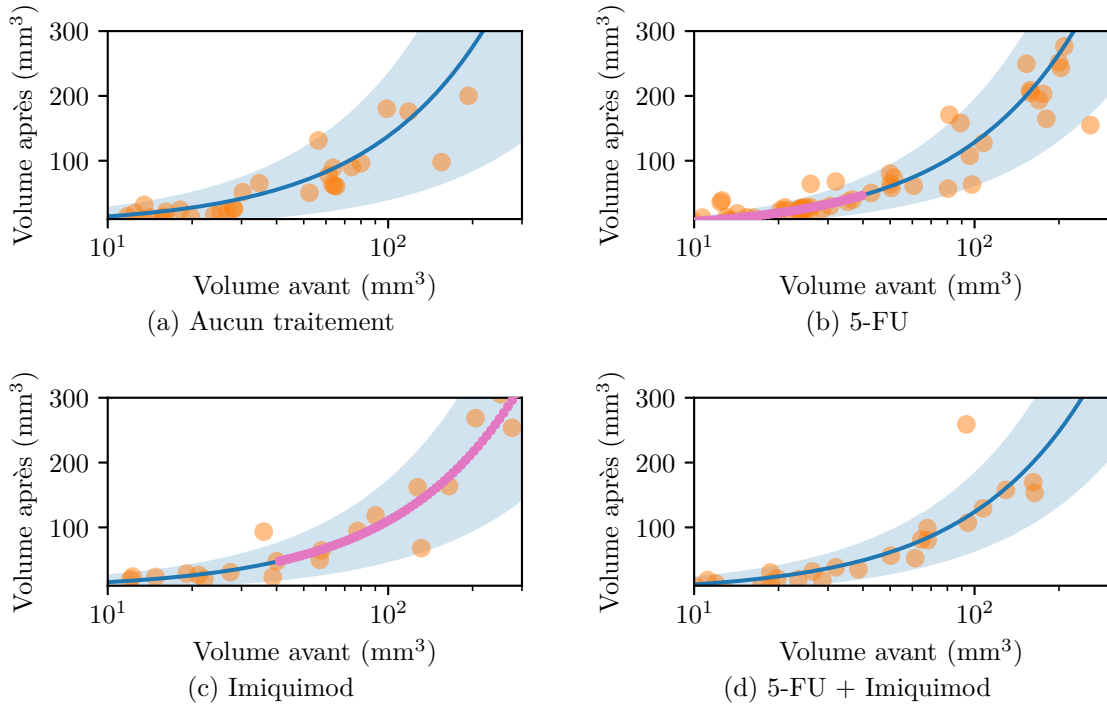 300
200
100
Volume après (mm³)
10¹
10²
Volume avant (mm³)
(a) Aucun traitement
300
200
100
Volume après (mm³)
10¹
10²
Volume avant (mm³)
(b) 5-FU
300
200
100
Volume après (mm³)
10¹
10²
Volume avant (mm³)
(c) Imiquimod
300
200
100
Volume après (mm³)
10¹
10²
Volume avant (mm³)
(d) 5-FU + Imiquimod